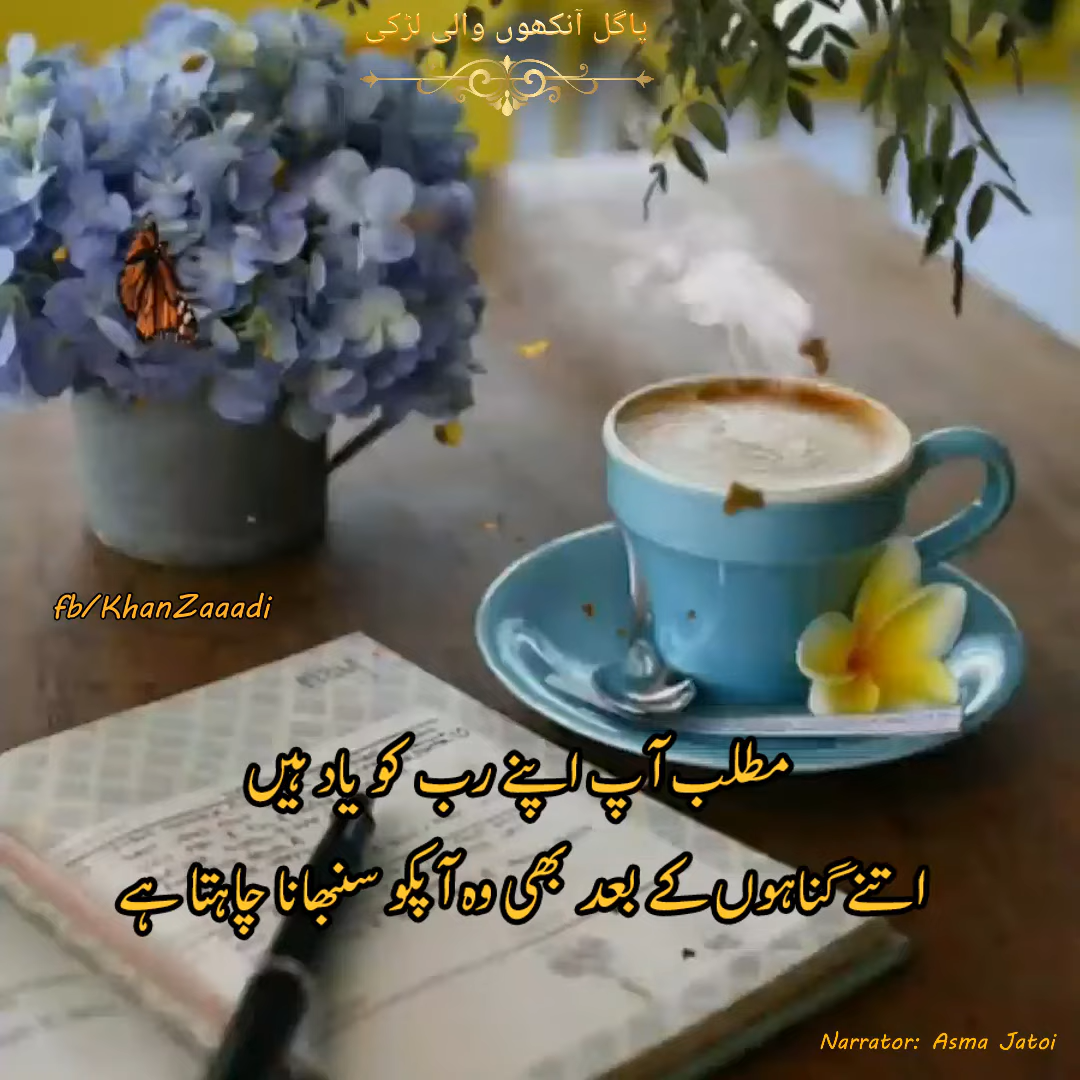 پاگل آنکھوں والی لڑکی
fb/KhanZaaadi
مطلب آپ اپنے رب کو یاد ہیں
اتنے گناہوں کے بعد بھی وہ آپکو سنبھانا چاہتا ہے
Narrator: Asma Jatoi